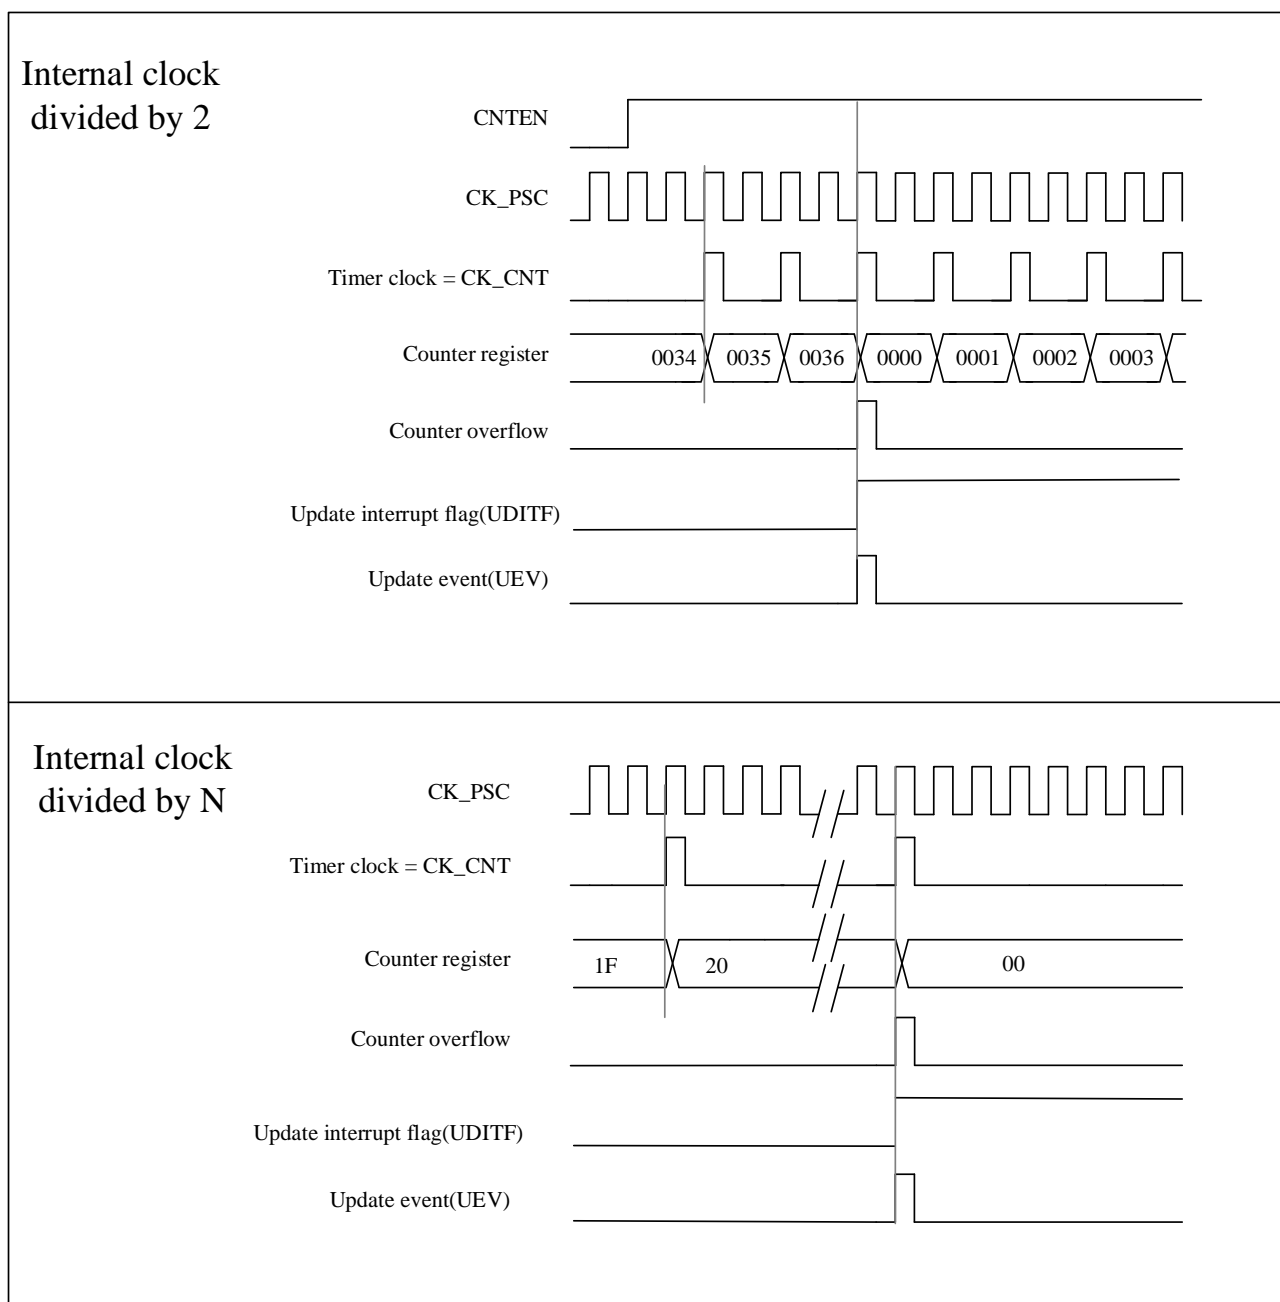 Internal clock
divided by 2
CNTEN
CK_PSC
Timer clock = CK_CNT
Counter register
0034 0035 0036 0000 0001 0002 0003
Counter overflow
Update interrupt flag(UDITF)
Update event(UEV)
Internal clock
divided by N
CK_PSC
Timer clock = CK_CNT
Counter register
1F 20 00
Counter overflow
Update interrupt flag(UDITF)
Update event(UEV)